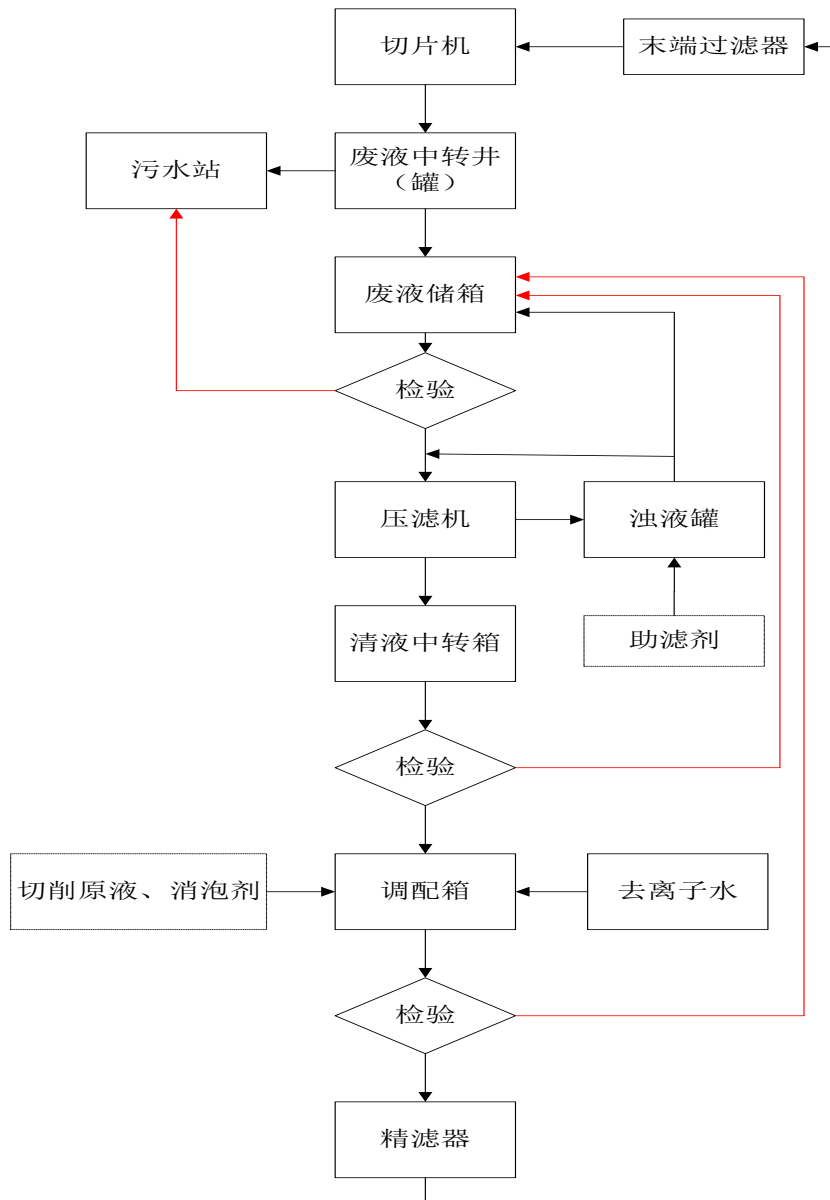 切片机
末端过滤器
污水站
废液中转井
（罐）
废液储箱
检验
压滤机
浊液罐
清液中转箱
助滤剂
检验
切削原液、消泡剂
调配箱
去离子水
检验
精滤器